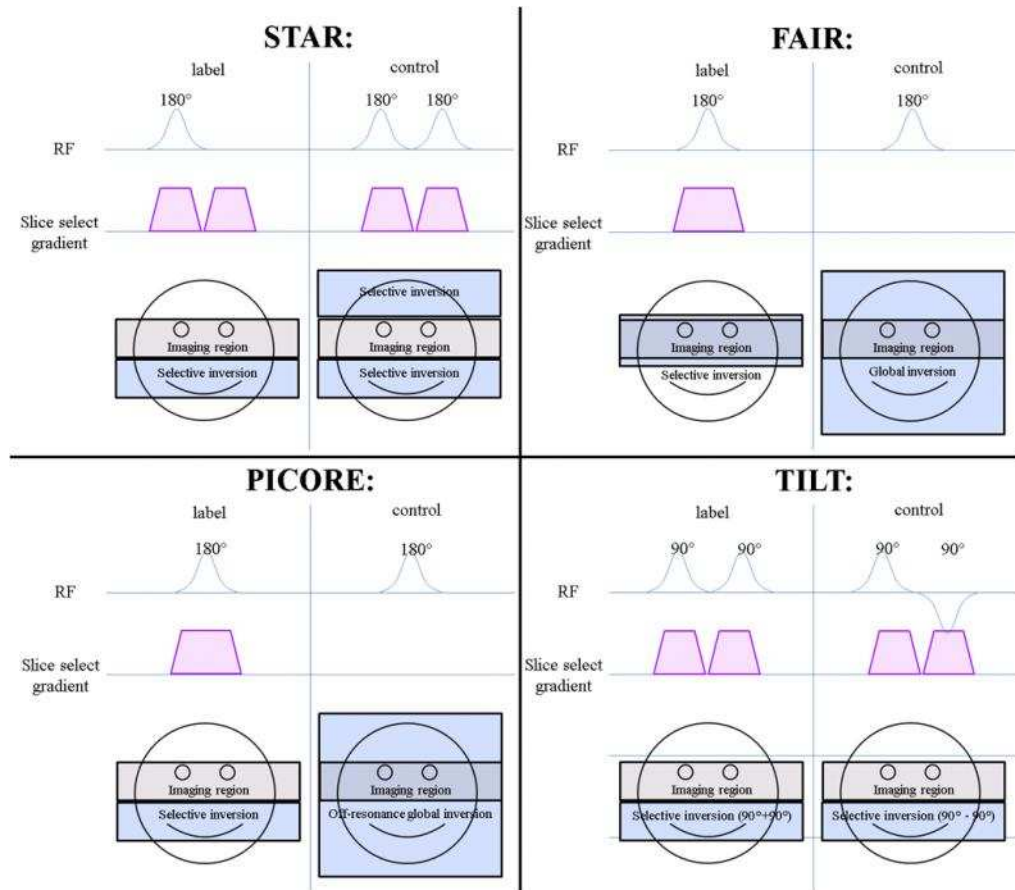 STAR:
label
control
180°
180°
180°
RF
Slice select
gradient
Selective inversion
Imaging region
Imaging region
Selective inversion
Selective inversion
FAIR:
label
control
180°
180°
RF
Slice select
gradient
Imaging region
Imaging region
Selective inversion
Global inversion
PICORE:
label
control
180°
180°
RF
Slice select
gradient
Imaging region
Imaging region
Selective inversion
Off-resonance global inversion
TILT:
label
control
90°
90°
90°
90°
RF
Slice select
gradient
Imaging region
Imaging region
Selective inversion (90°+90°)
Selective inversion (90° - 90°)